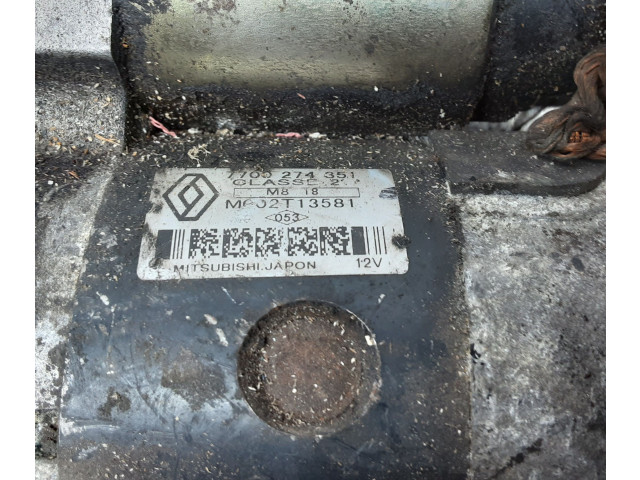 7700 274 351
CLASSE 2
M8 18
M002T13581
<053>
MITSUBISHI.JAPON 12V